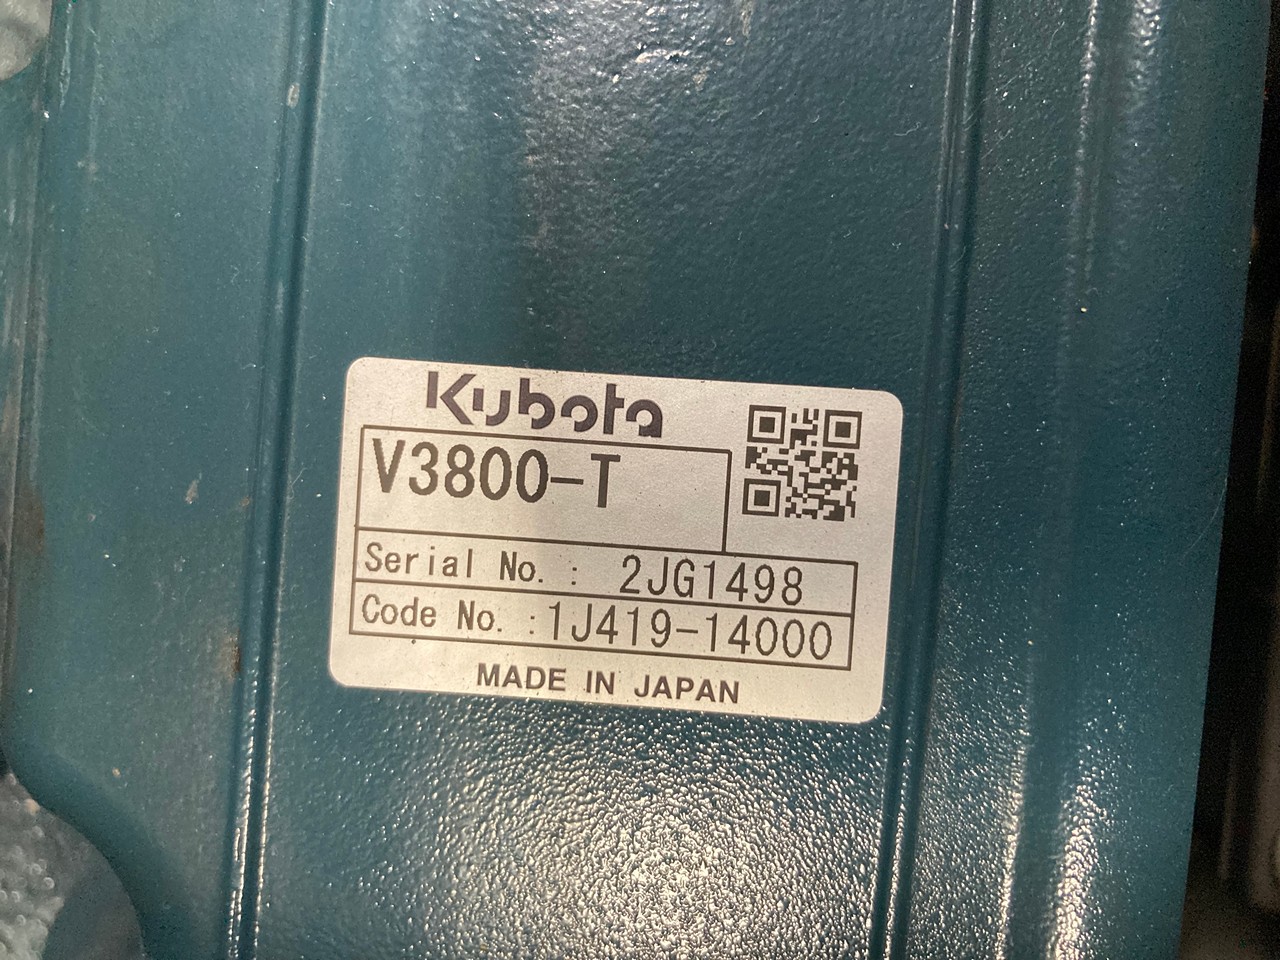 Kubota
V3800-T
Serial No. : 2JG1498
Code No. :1J419-14000
MADE IN JAPAN